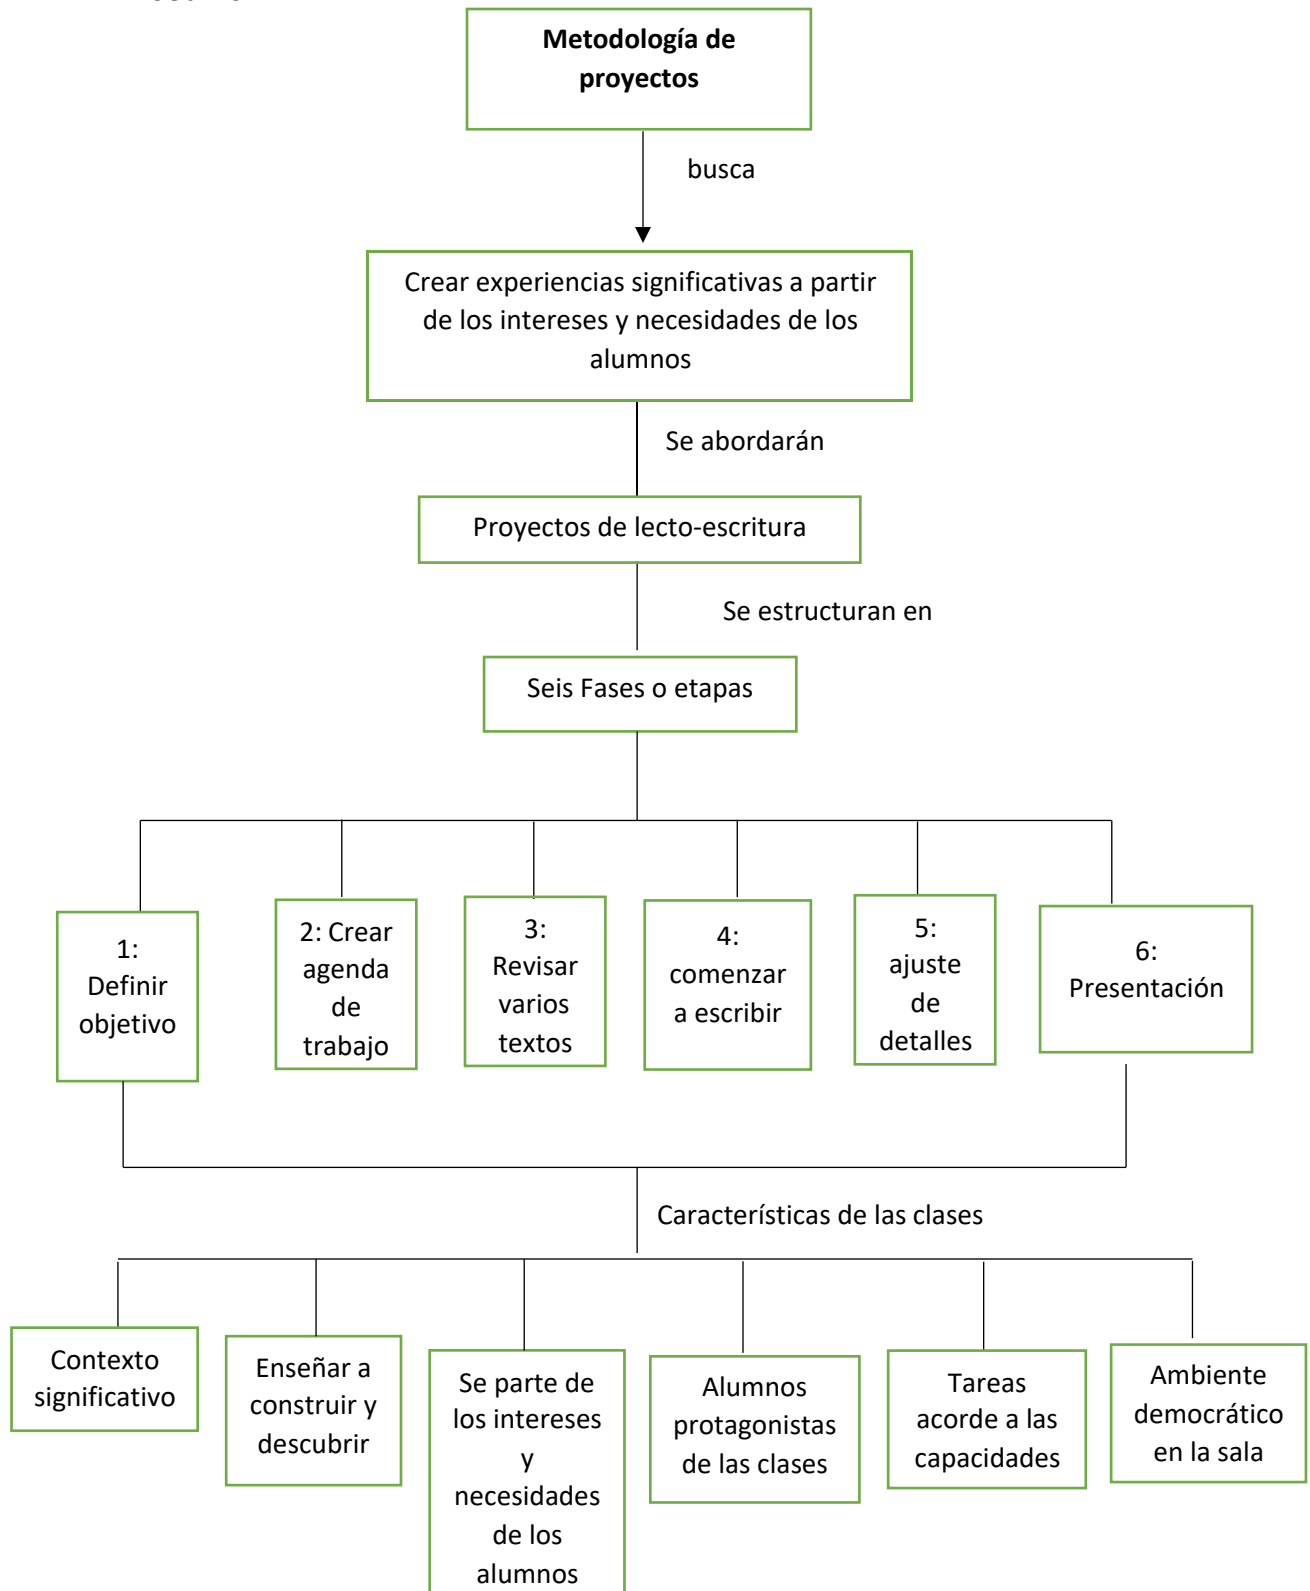 Metodología de
proyectos
busca
Crear experiencias significativas a partir
de los intereses y necesidades de los
alumnos
Se abordarán
Proyectos de lecto-escritura
Se estructuran en
Seis Fases o etapas
1:
Definir
objetivo
2: Crear
agenda
de
trabajo
3:
Revisar
varios
textos
4:
comenzar
a escribir
5:
ajuste
de
detalles
6:
Presentación
Características de las clases
Contexto
significativo
Enseñar a
construir y
descubrir
Se parte de
los intereses
y
necesidades
de los
alumnos
Alumnos
protagonistas
de las clases
Tareas
acorde a las
capacidades
Ambiente
democrático
en la sala